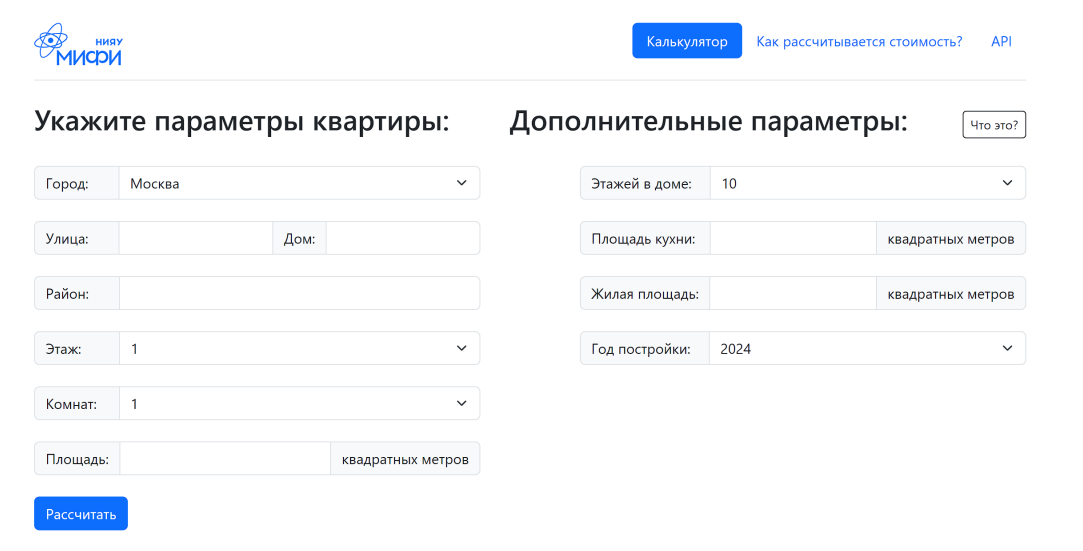 НИЯУ
МИФИ
Калькулятор
Как рассчитывается стоимость?
API
Укажите параметры квартиры:
Город: Москва
Улица: Дом:
Район:
Этаж: 1
Комнат: 1
Площадь: квадратных метров
Рассчитать
Дополнительные параметры:
Что это?
Этажей в доме: 10
Площадь кухни: квадратных метров
Жилая площадь: квадратных метров
Год постройки: 2024